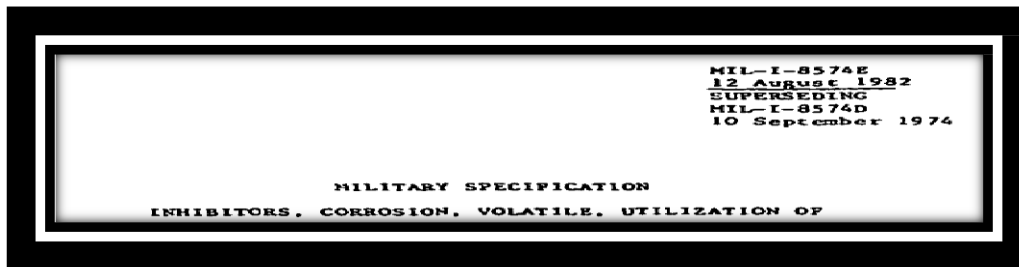 MIL-I-8574E
12 August 1982
SUPERSEDING
MIL-I-8574D
10 September 1974
MILITARY SPECIFICATION
INHIBITORS, CORROSION, VOLATILE, UTILIZATION OF